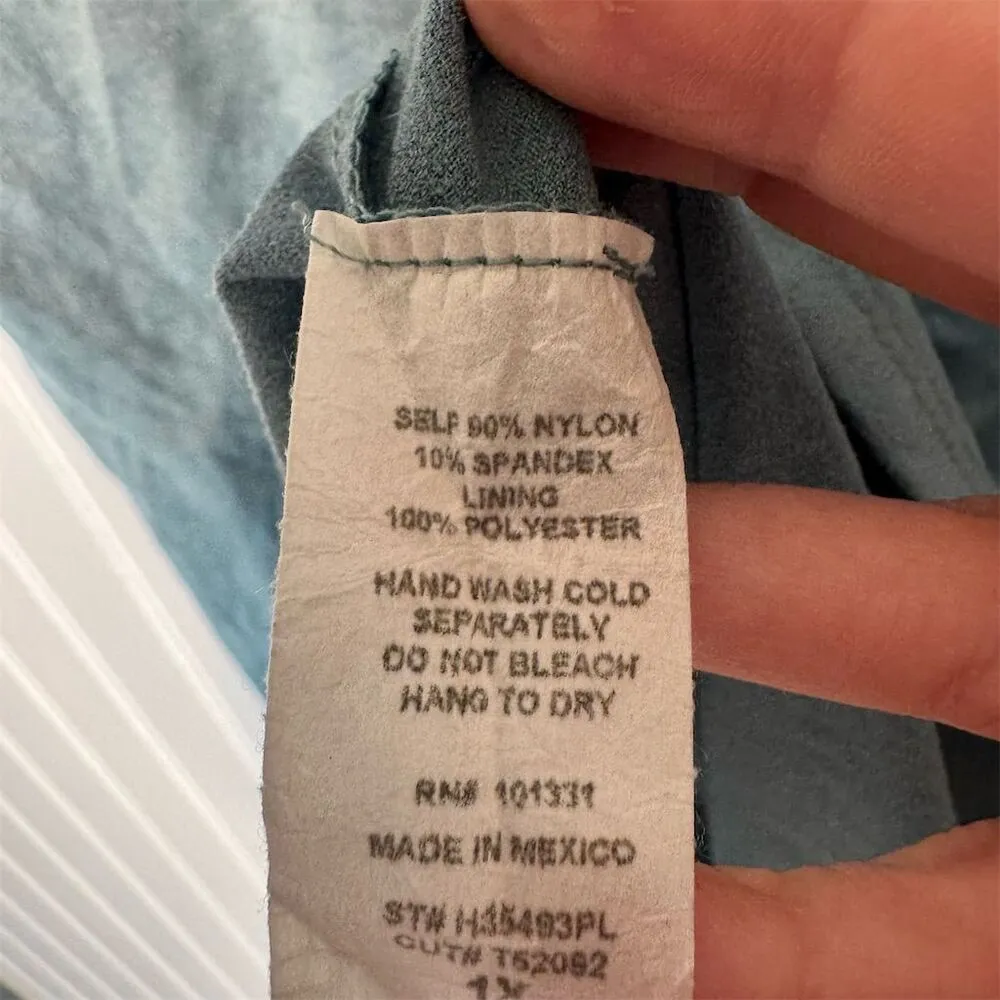 SELF 90% NYLON
10% SPANDEX
LINING
100% POLYESTER
HAND WASH COLD
SEPARATELY
DO NOT BLEACH
HANG TO DRY
RN# 101331
MADE IN MEXICO
ST# H35493PL
CUT# T52092
1X